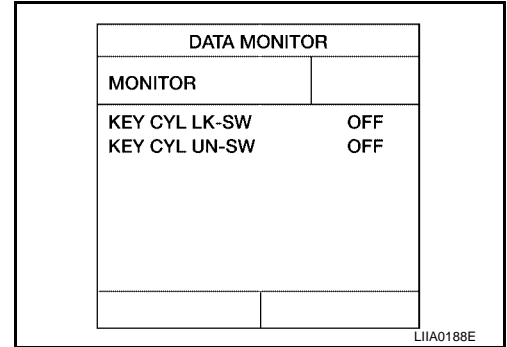 DATA MONITOR
MONITOR
KEY CYL LK-SW OFF
KEY CYL UN-SW OFF
LIIA0188E